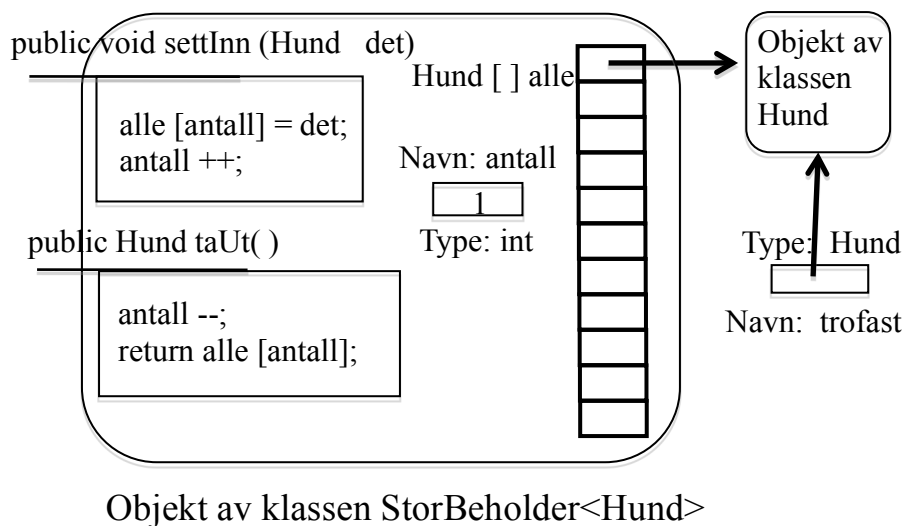 public void settInn (Hund det)
alle [antall] = det;
antall ++;
public Hund taUt( )
antall --;
return alle [antall];
Hund [ ] alle
Navn: antall
1
Type: int
Objekt av
klassen
Hund
Type: Hund
Navn: trofast
Objekt av klassen StorBeholder<Hund>